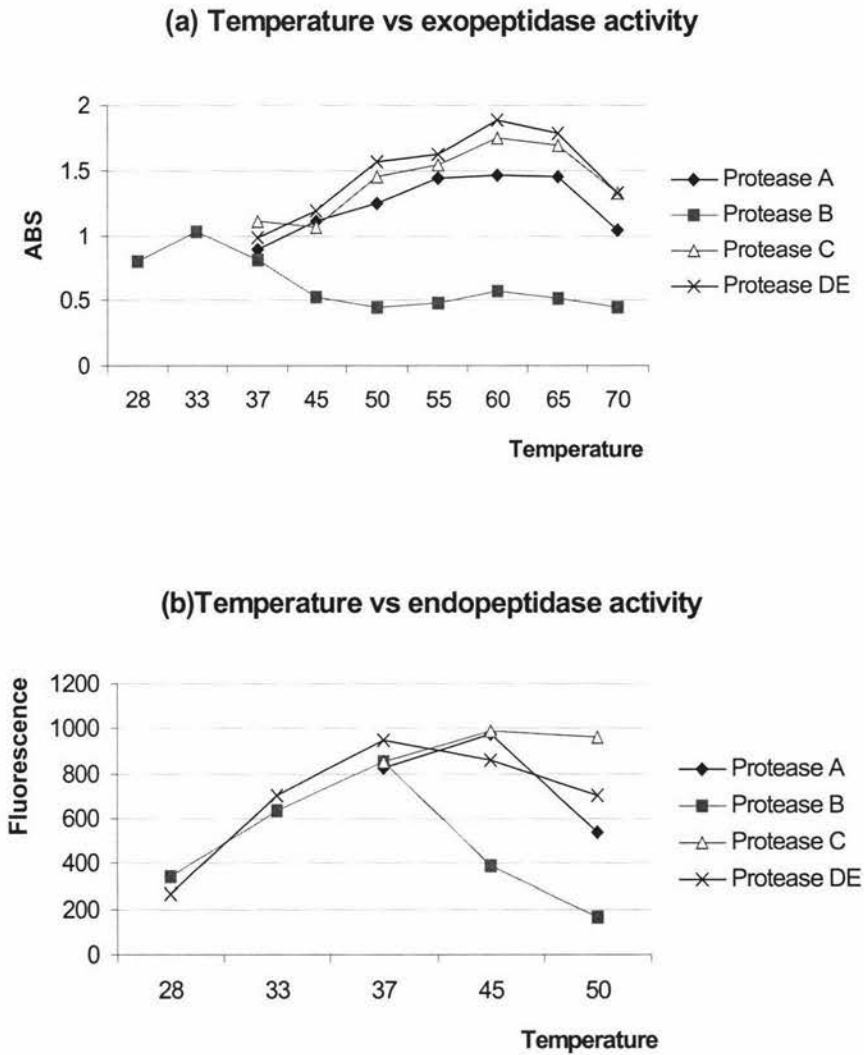 (a) Temperature vs exopeptidase activity
2
1.5
1
0.5
0
ABS
28 33 37 45 50 55 60 65 70
Temperature
Protease A
Protease B
Protease C
Protease DE
(b)Temperature vs endopeptidase activity
1200
1000
800
600
400
200
0
Fluorescence
28 33 37 45 50
Temperature
Protease A
Protease B
Protease C
Protease DE